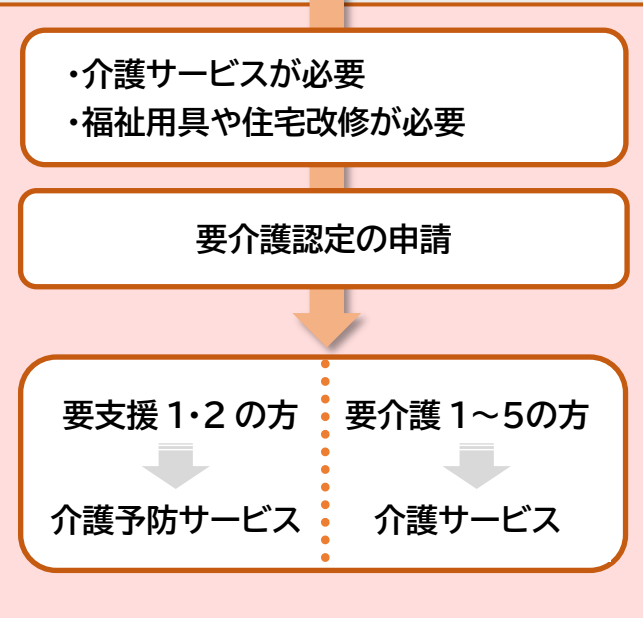 ・介護サービスが必要
・福祉用具や住宅改修が必要
要介護認定の申請
要支援 1・2 の方
要介護 1～5の方
介護予防サービス
介護サービス